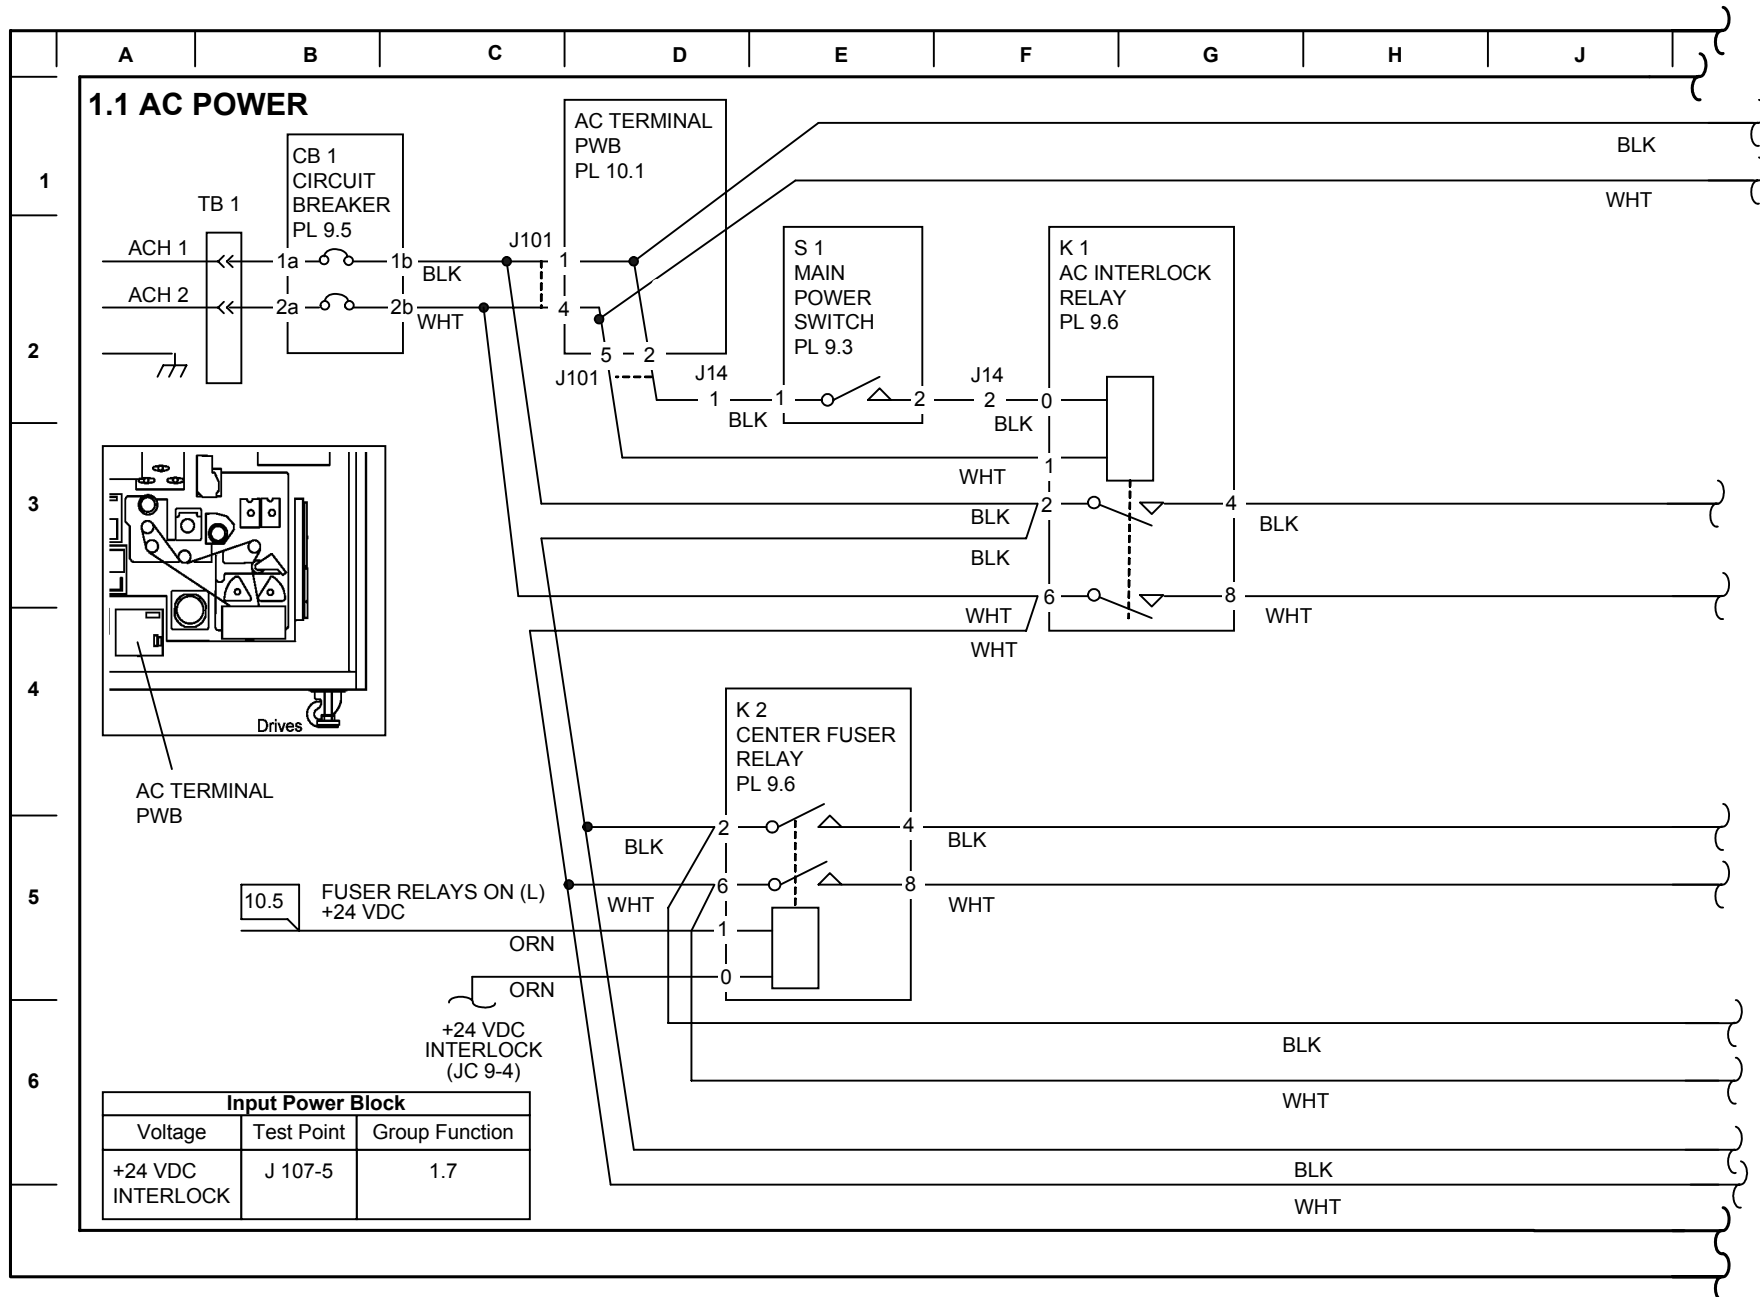 A B C D E F G H J
1.1 AC POWER
1
2
3
4
5
6
TB 1
ACH 1
ACH 2
CB 1
CIRCUIT
BREAKER
PL 9.5
1a
1b
2a
2b
BLK
WHT
J101
1
4
AC TERMINAL
PWB
PL 10.1
5
2
J101
J14
1
BLK
BLK
WHT
S 1
MAIN
POWER
SWITCH
PL 9.3
1
2
J14
2
BLK
K 1
AC INTERLOCK
RELAY
PL 9.6
0
1
2
6
4
8
WHT
BLK
BLK
WHT
WHT
BLK
WHT
Drives
AC TERMINAL
PWB
K 2
CENTER FUSER
RELAY
PL 9.6
2
4
6
8
1
0
BLK
WHT
BLK
WHT
10.5
FUSER RELAYS ON (L)
+24 VDC
ORN
ORN
+24 VDC
INTERLOCK
(JC 9-4)
BLK
WHT
BLK
WHT
Input Power Block
Voltage Test Point Group Function
+24 VDC J 107-5 1.7
INTERLOCK